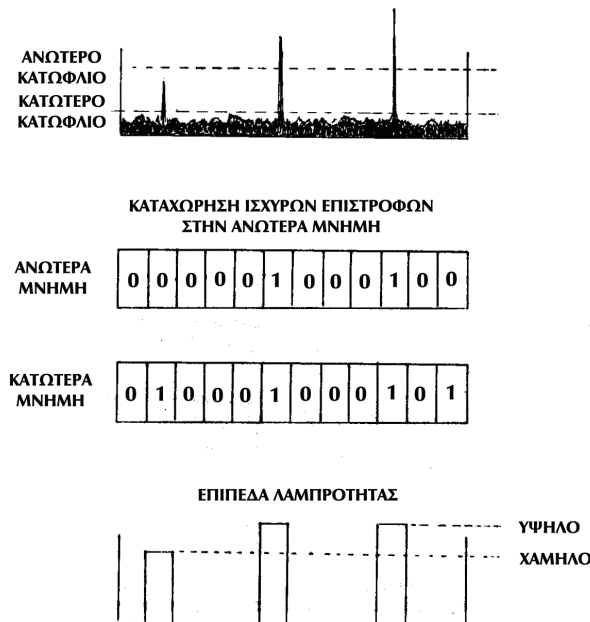 ΑΝΩΤΕΡΟ
ΚΑΤΩΦΛΙΟ
ΚΑΤΩΤΕΡΟ
ΚΑΤΩΦΛΙΟ
ΚΑΤΑΧΩΡΗΣΗ ΙΣΧΥΡΩΝ ΕΠΙΣΤΡΟΦΩΝ
ΣΤΗΝ ΑΝΩΤΕΡΑ ΜΝΗΜΗ
ΑΝΩΤΕΡΑ
ΜΝΗΜΗ
0 0 0 0 0 1 0 0 0 1 0 0
ΚΑΤΩΤΕΡΑ
ΜΝΗΜΗ
0 1 0 0 0 1 0 0 0 1 0 1
ΕΠΙΠΕΔΑ ΛΑΜΠΡΟΤΗΤΑΣ
ΥΨΗΛΟ
ΧΑΜΗΛΟ